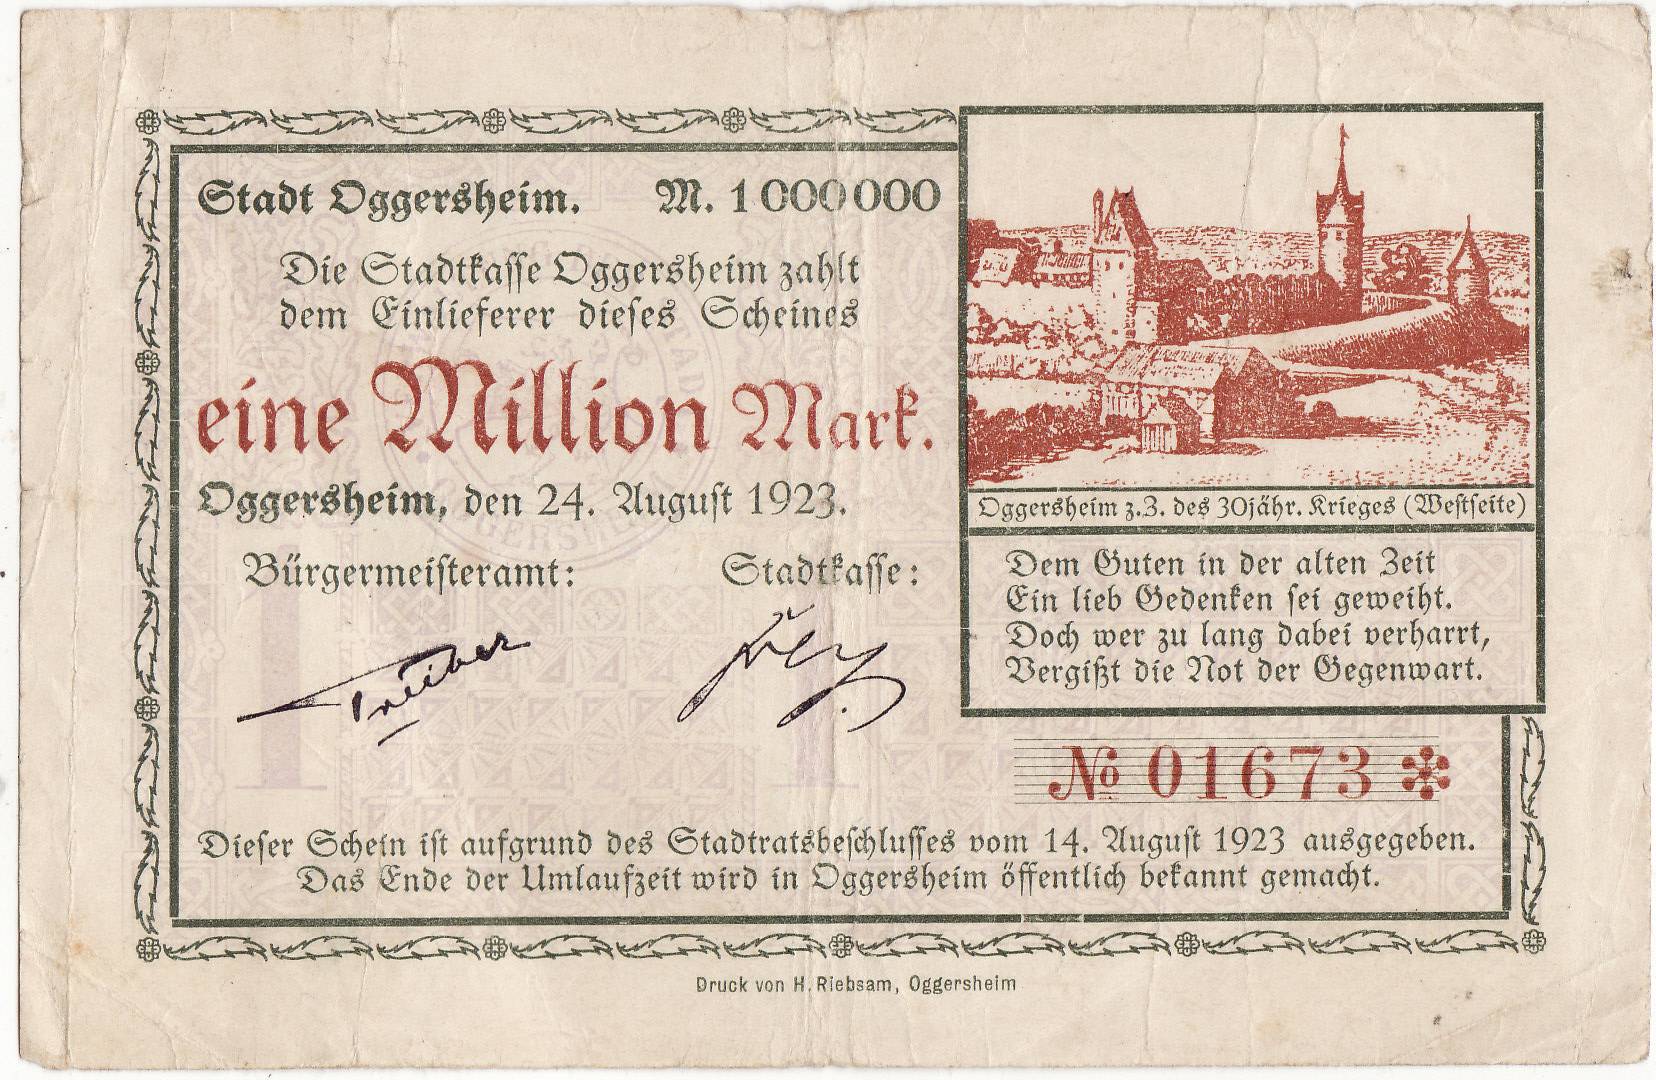 Stadt Oggersheim. M. 1 000 000
Die Stadtkasse Oggersheim zahlt
dem Einlieferer dieses Scheines
eine Million Mark.
Oggersheim, den 24. August 1923.
Bürgermeisteramt: Stadtkasse:
Oggersheim z. Z. des 30jähr. Krieges (Westseite)
Dem Guten in der alten Zeit
Ein lieb Gedenken sei geweiht.
Doch wer zu lang dabei verharrt,
Vergißt die Not der Gegenwart.
№ 01673
Dieser Schein ist aufgrund des Stadtratsbeschlusses vom 14. August 1923 ausgegeben.
Das Ende der Umlaufzeit wird in Oggersheim öffentlich bekannt gemacht.
Druck von H. Riebsam, Oggersheim